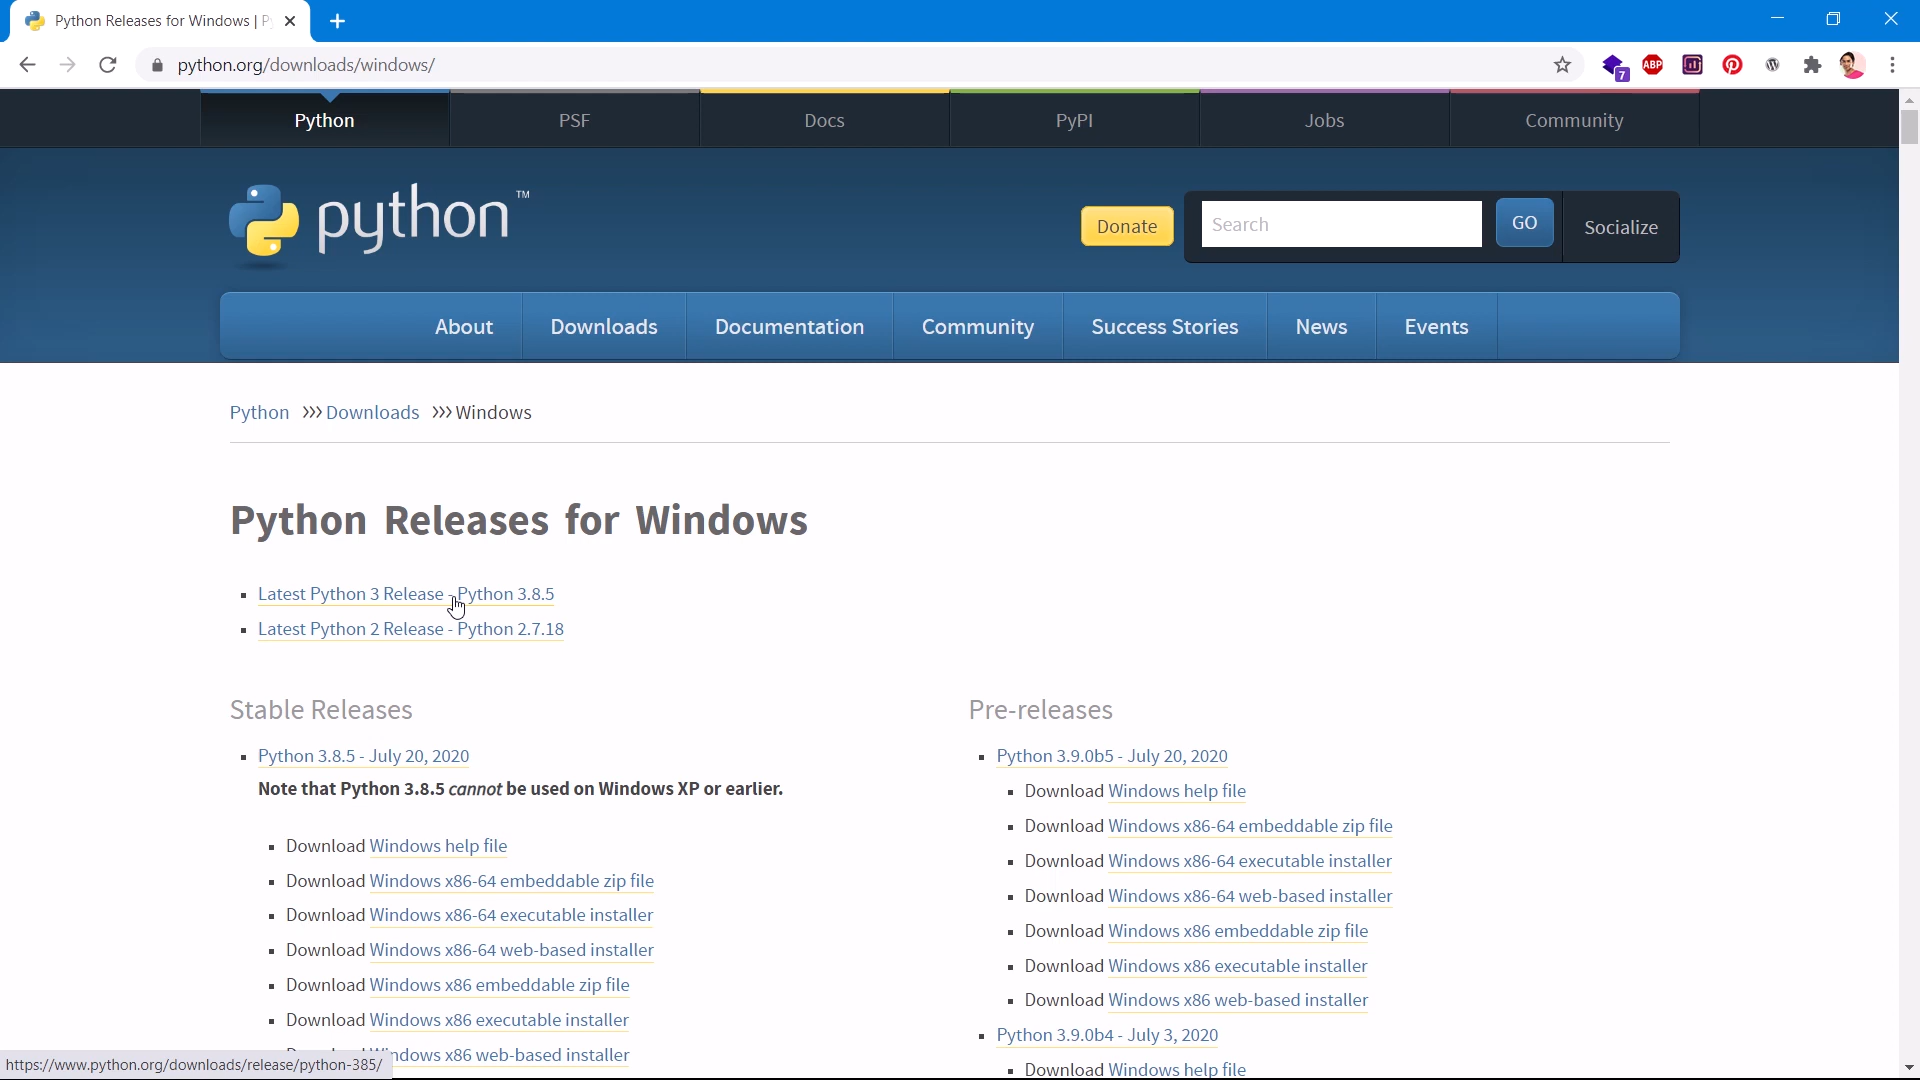 Python Releases for Windows | P
python.org/downloads/windows/
7
ABP
Python
PSF
Docs
PyPI
Jobs
Community
python™
Donate
Search
GO
Socialize
About
Downloads
Documentation
Community
Success Stories
News
Events
Python >>> Downloads >>> Windows
Python Releases for Windows
Latest Python 3 Release - Python 3.8.5
Latest Python 2 Release - Python 2.7.18
Stable Releases
Python 3.8.5 - July 20, 2020
Note that Python 3.8.5 cannot be used on Windows XP or earlier.
Download Windows help file
Download Windows x86-64 embeddable zip file
Download Windows x86-64 executable installer
Download Windows x86-64 web-based installer
Download Windows x86 embeddable zip file
Download Windows x86 executable installer
Windows x86 web-based installer
Pre-releases
Python 3.9.0b5 - July 20, 2020
Download Windows help file
Download Windows x86-64 embeddable zip file
Download Windows x86-64 executable installer
Download Windows x86-64 web-based installer
Download Windows x86 embeddable zip file
Download Windows x86 executable installer
Download Windows x86 web-based installer
Python 3.9.0b4 - July 3, 2020
Download Windows help file
https://www.python.org/downloads/release/python-385/